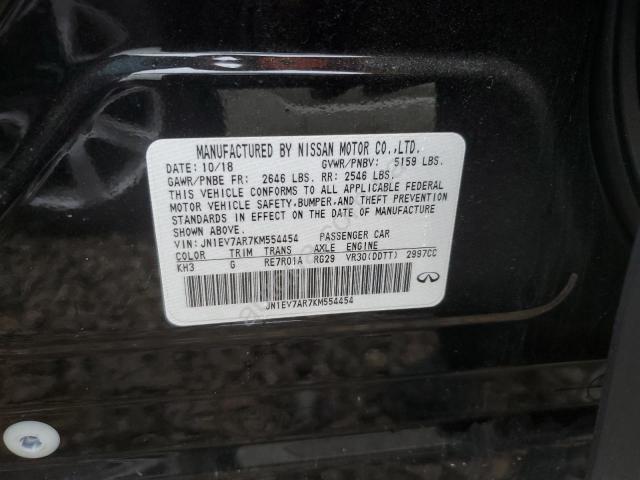 MANUFACTURED BY NISSAN MOTOR CO.,LTD.
DATE: 10/18 GVWR/PNBV: 5159 LBS.
GAWR/PNBE FR: 2646 LBS. RR: 2546 LBS.
THIS VEHICLE CONFORMS TO ALL APPLICABLE FEDERAL
MOTOR VEHICLE SAFETY,BUMPER,AND THEFT PREVENTION
STANDARDS IN EFFECT ON THE DATE OF MANUFACTURE
SHOWN ABOVE.
VIN: JN1EV7AR7KM554454 PASSENGER CAR
COLOR TRIM TRANS AXLE ENGINE
KH3 G RE7R01A RG29 VR30(DDTT) 2997CC
JN1EV7AR7KM554454